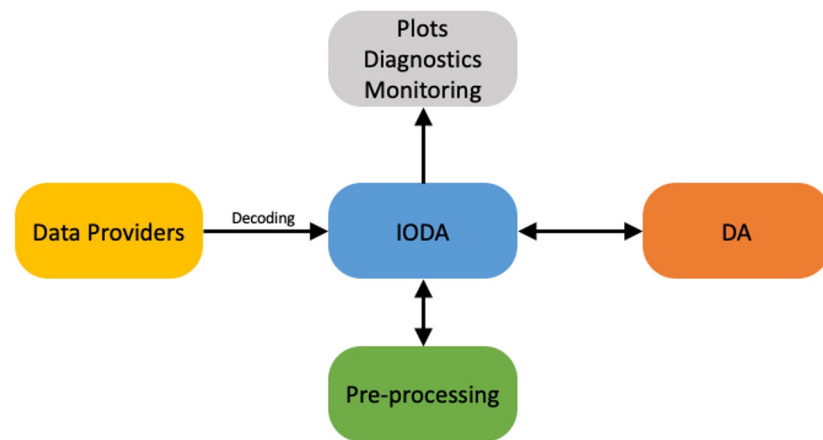 Plots
Diagnostics
Monitoring
Data Providers
Decoding
IODA
DA
Pre-processing